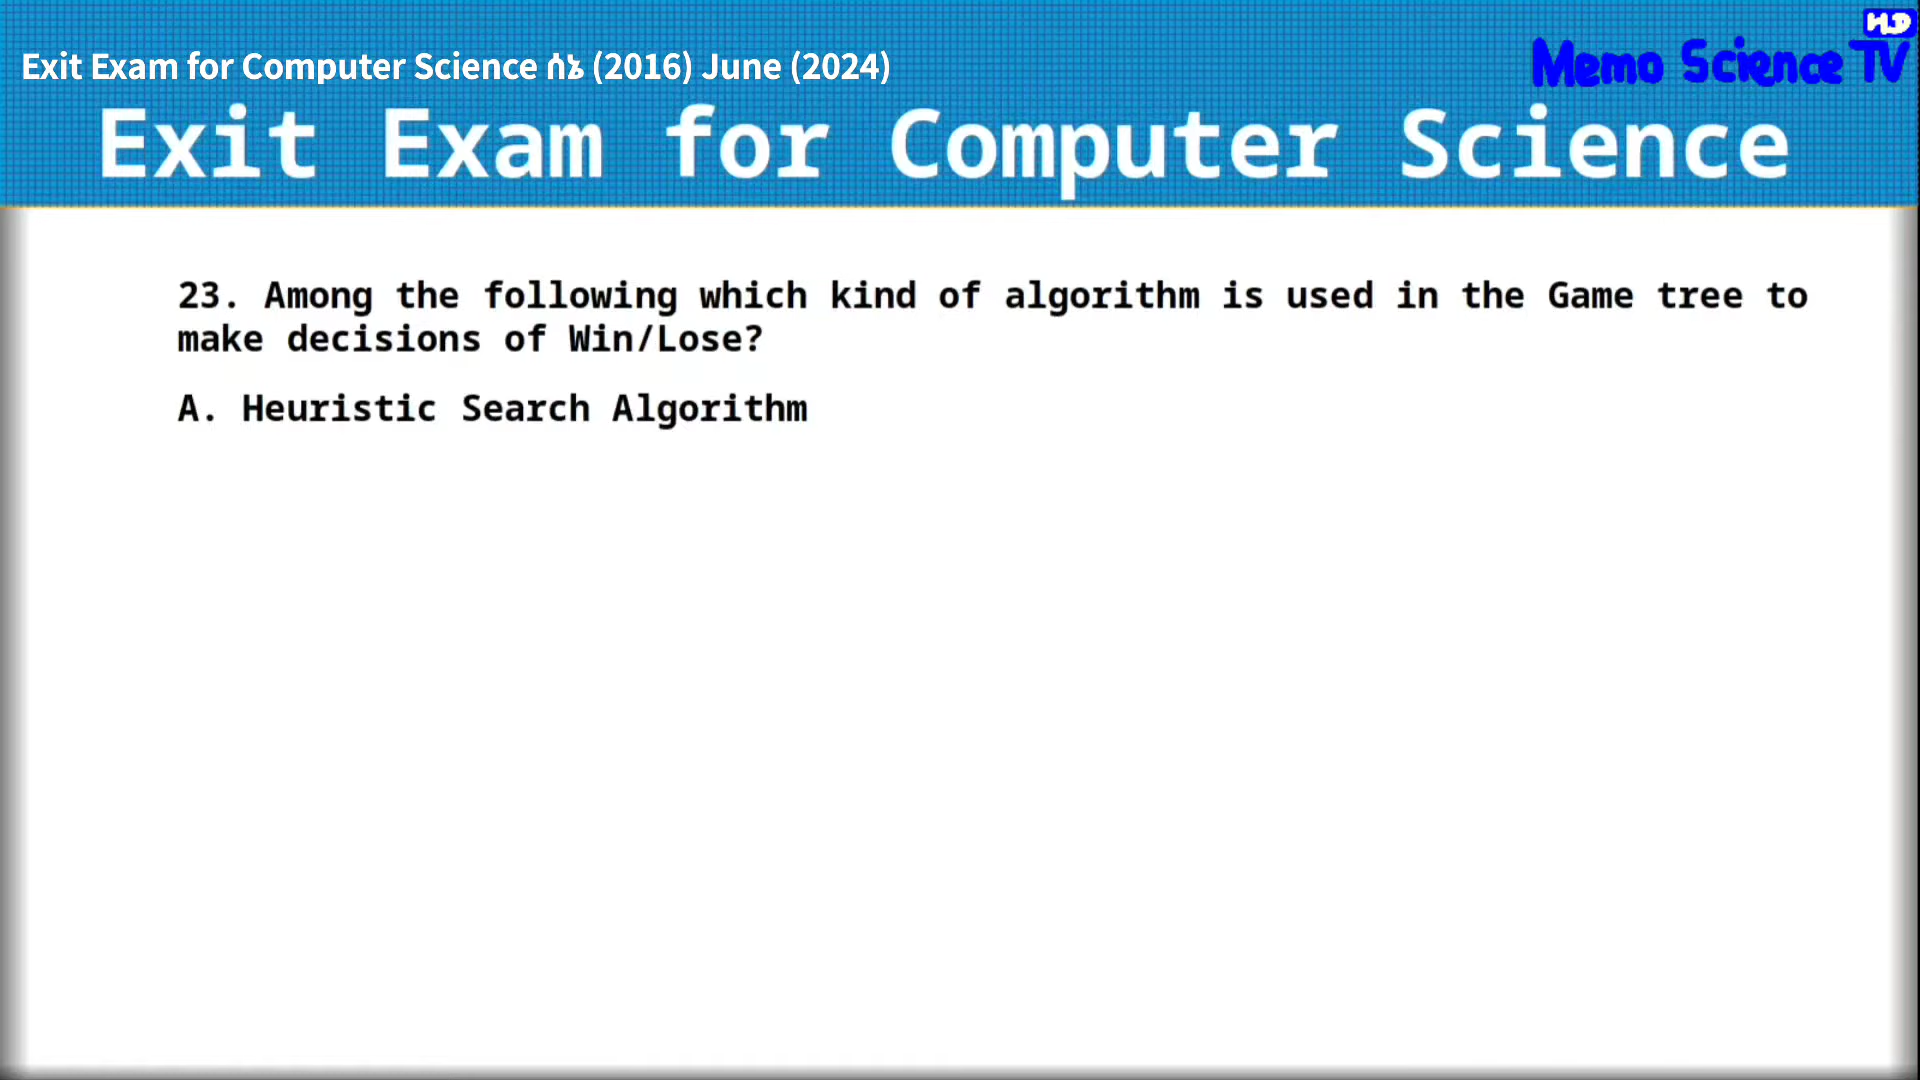 HD
Exit Exam for Computer Science ሰኔ (2016) June (2024)
Memo Science TV
Exit Exam for Computer Science
23. Among the following which kind of algorithm is used in the Game tree to
make decisions of Win/Lose?
A. Heuristic Search Algorithm